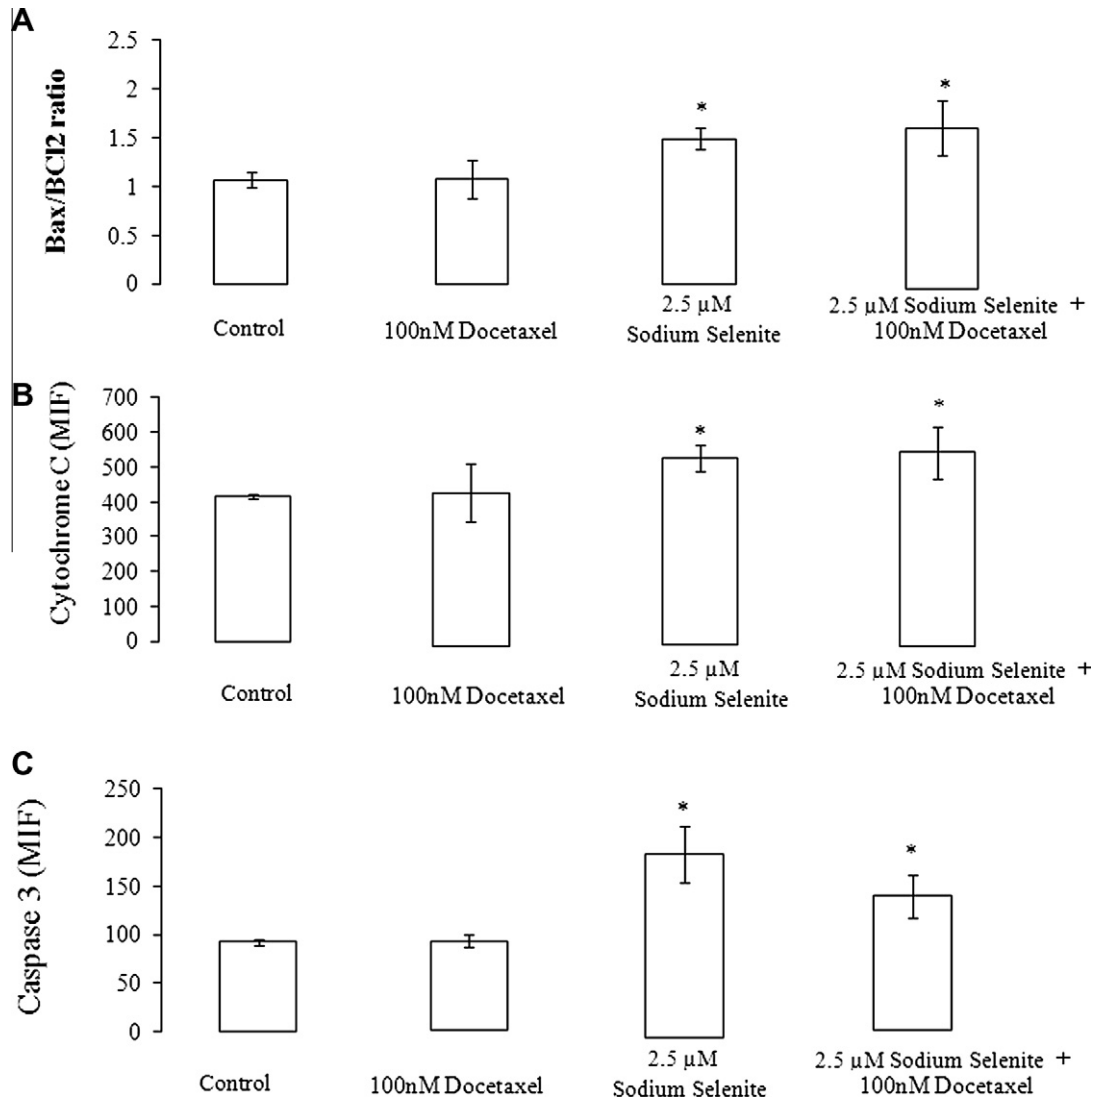 A
Bax/BCl2 ratio
2.5
2
1.5
1
0.5
0
*
*
Control
100nM Docetaxel
2.5 µM
Sodium Selenite
2.5 µM Sodium Selenite +
100nM Docetaxel
B
Cytochrome C (MIF)
700
600
500
400
300
200
100
0
*
*
Control
100nM Docetaxel
2.5 µM
Sodium Selenite
2.5 µM Sodium Selenite +
100nM Docetaxel
C
Caspase 3 (MIF)
250
200
150
100
50
0
*
*
Control
100nM Docetaxel
2.5 µM
Sodium Selenite
2.5 µM Sodium Selenite +
100nM Docetaxel